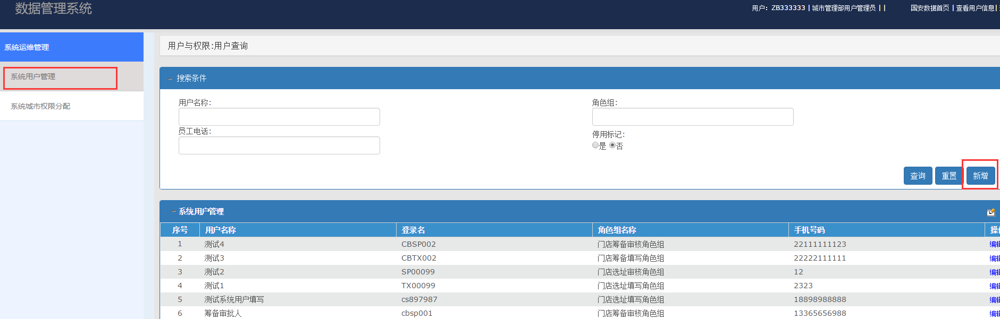 数据管理系统
用户：ZB333333 | 城市管理部用户管理员 | |
国安数据首页 | 查看用户信息|
系统运维管理
系统用户管理
系统城市权限分配
用户与权限:用户查询
− 搜索条件
用户名称：
角色组：
员工电话：
停用标记：
是 否
查询 重置 新增
− 系统用户管理
序号 用户名称 登录名 角色组名称 手机号码
1 测试4 CBSP002 门店筹备审核角色组 22111111123 编辑
2 测试3 CBTX002 门店筹备填写角色组 22222111111 编辑
3 测试2 SP00099 门店选址审核角色组 12 编辑
4 测试1 TX00099 门店选址填写角色组 2323 编辑
5 测试系统用户填写 cs897987 门店选址填写角色组 18898988888 编辑
6 筹备审批人 cbsp001 门店筹备审核角色组 13365656988 编辑